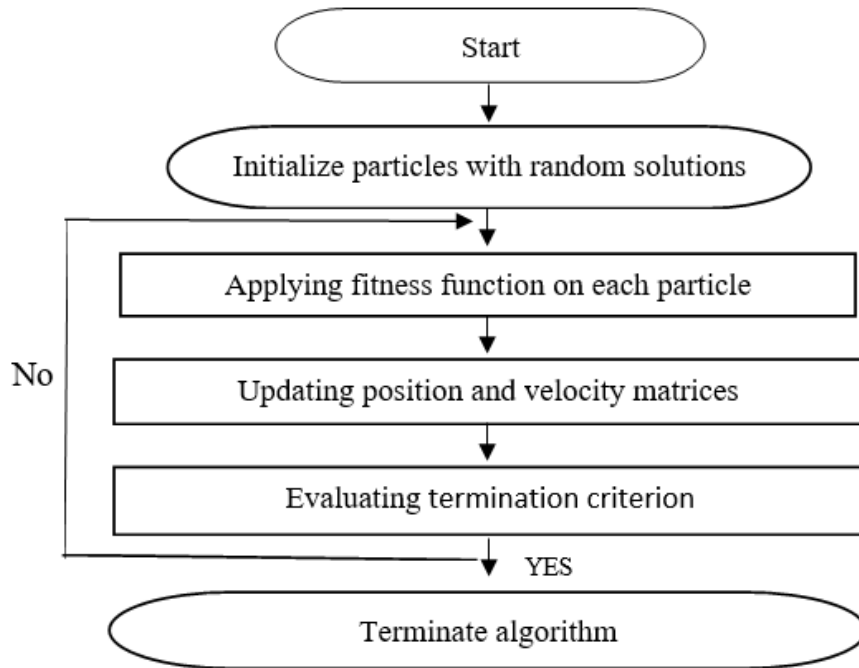 Start
Initialize particles with random solutions
Applying fitness function on each particle
No
Updating position and velocity matrices
Evaluating termination criterion
YES
Terminate algorithm